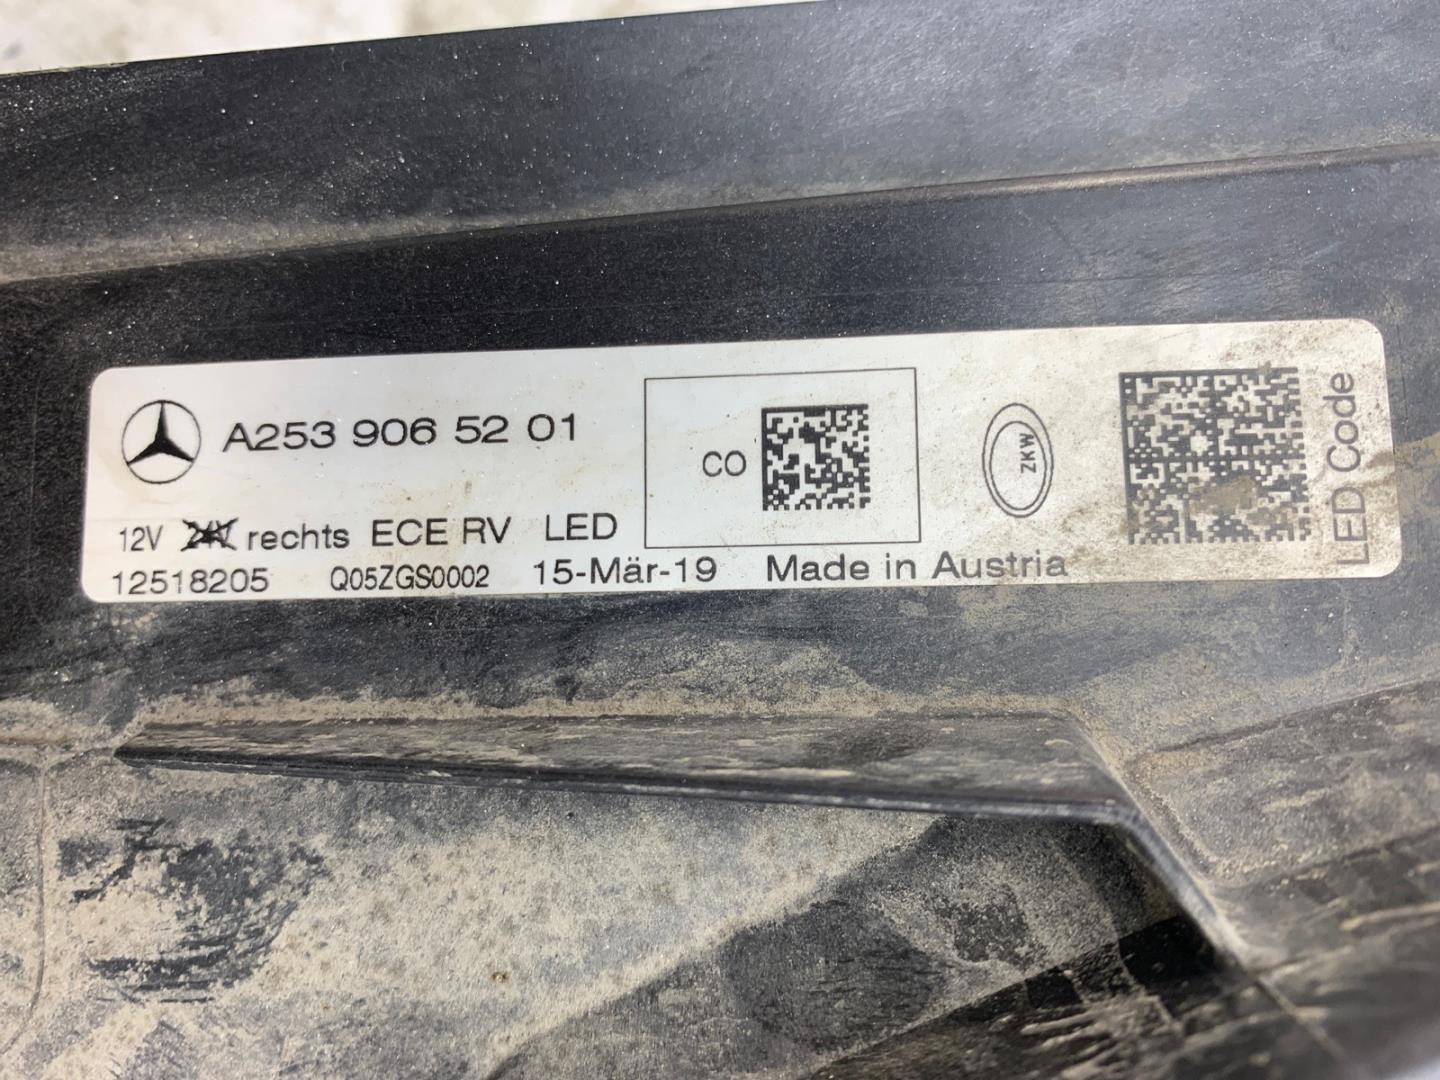 A253 906 52 01
CO
ZKW
LED Code
12V 24V rechts ECE RV LED
12518205 Q05ZGS0002 15-Mär-19 Made in Austria